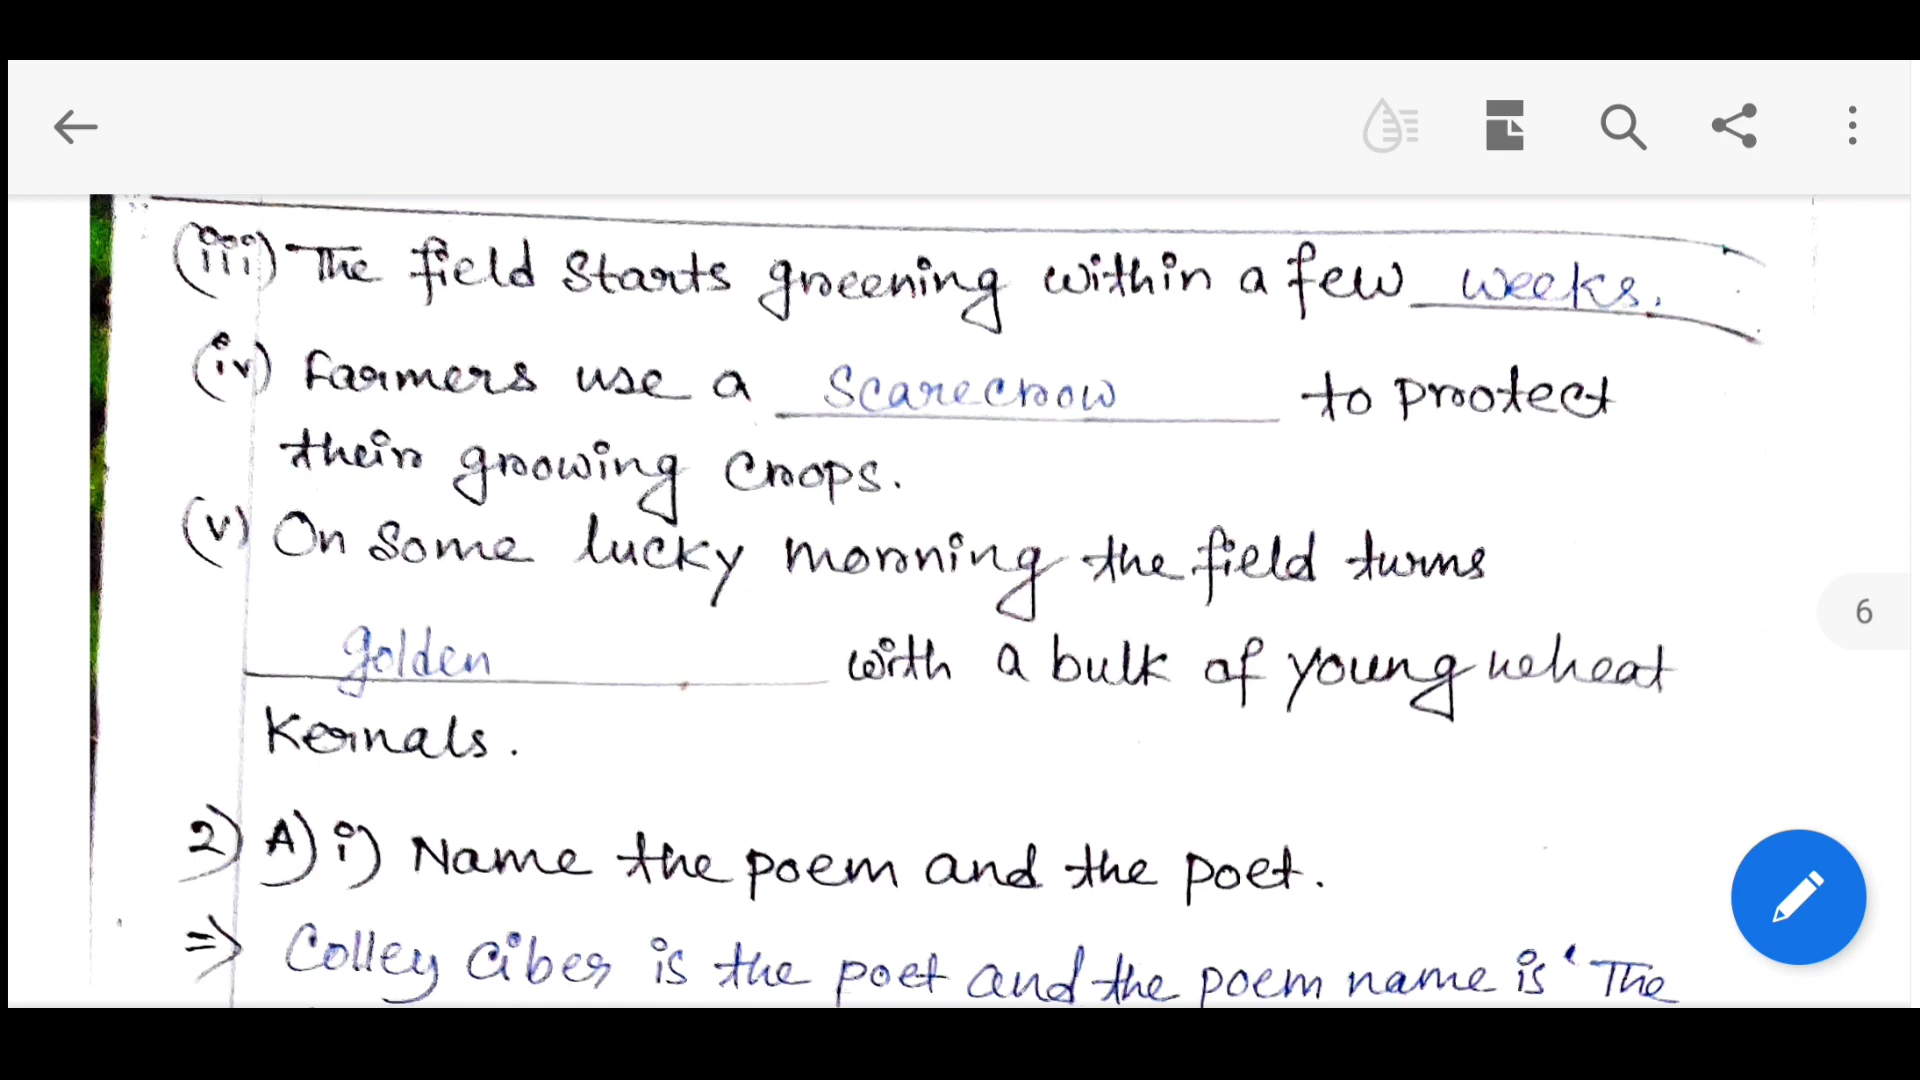 (iii) The field Starts greening within a few weeks.
(iv) Farmers use a Scarecrow to protect
their growing crops.
(v) On Some lucky morning the field turns
golden with a bulk of young wheat
Kernals.
6
2) A) i) Name the poem and the poet.
=> Colley Ciber is the poet and the poem name is ‘The